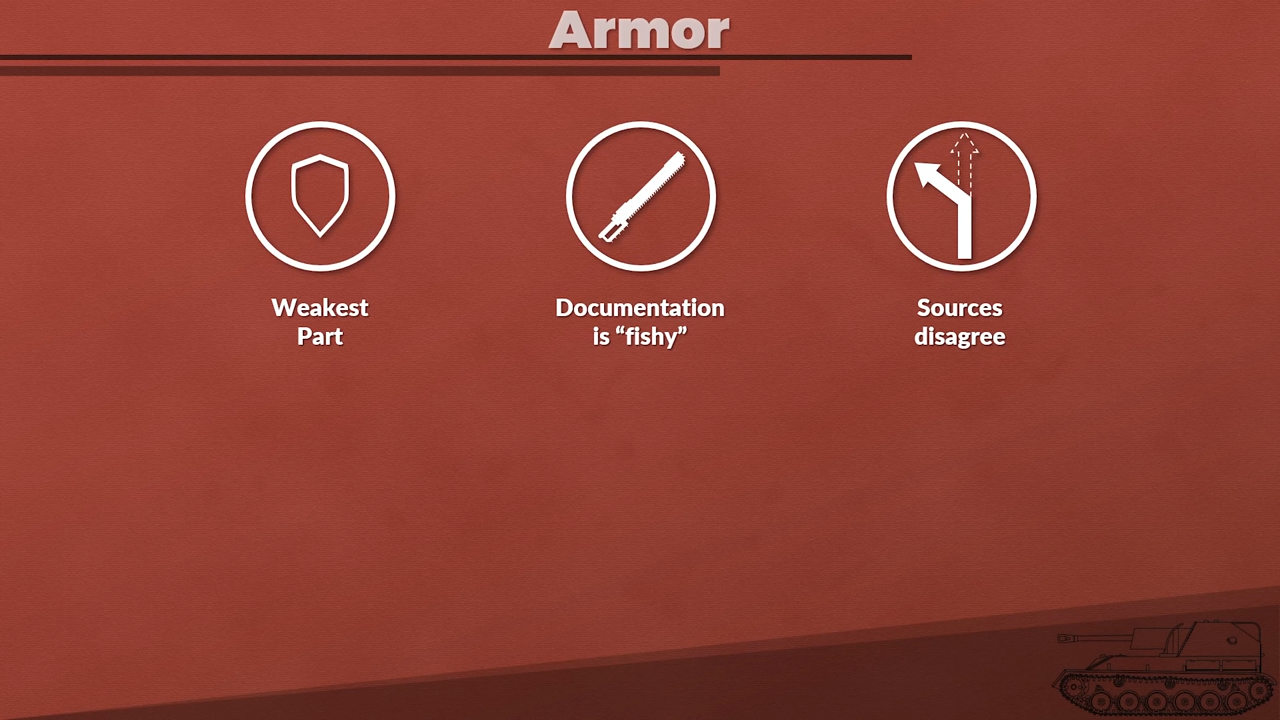 Armor
Weakest
Part
Documentation
is “fishy”
Sources
disagree